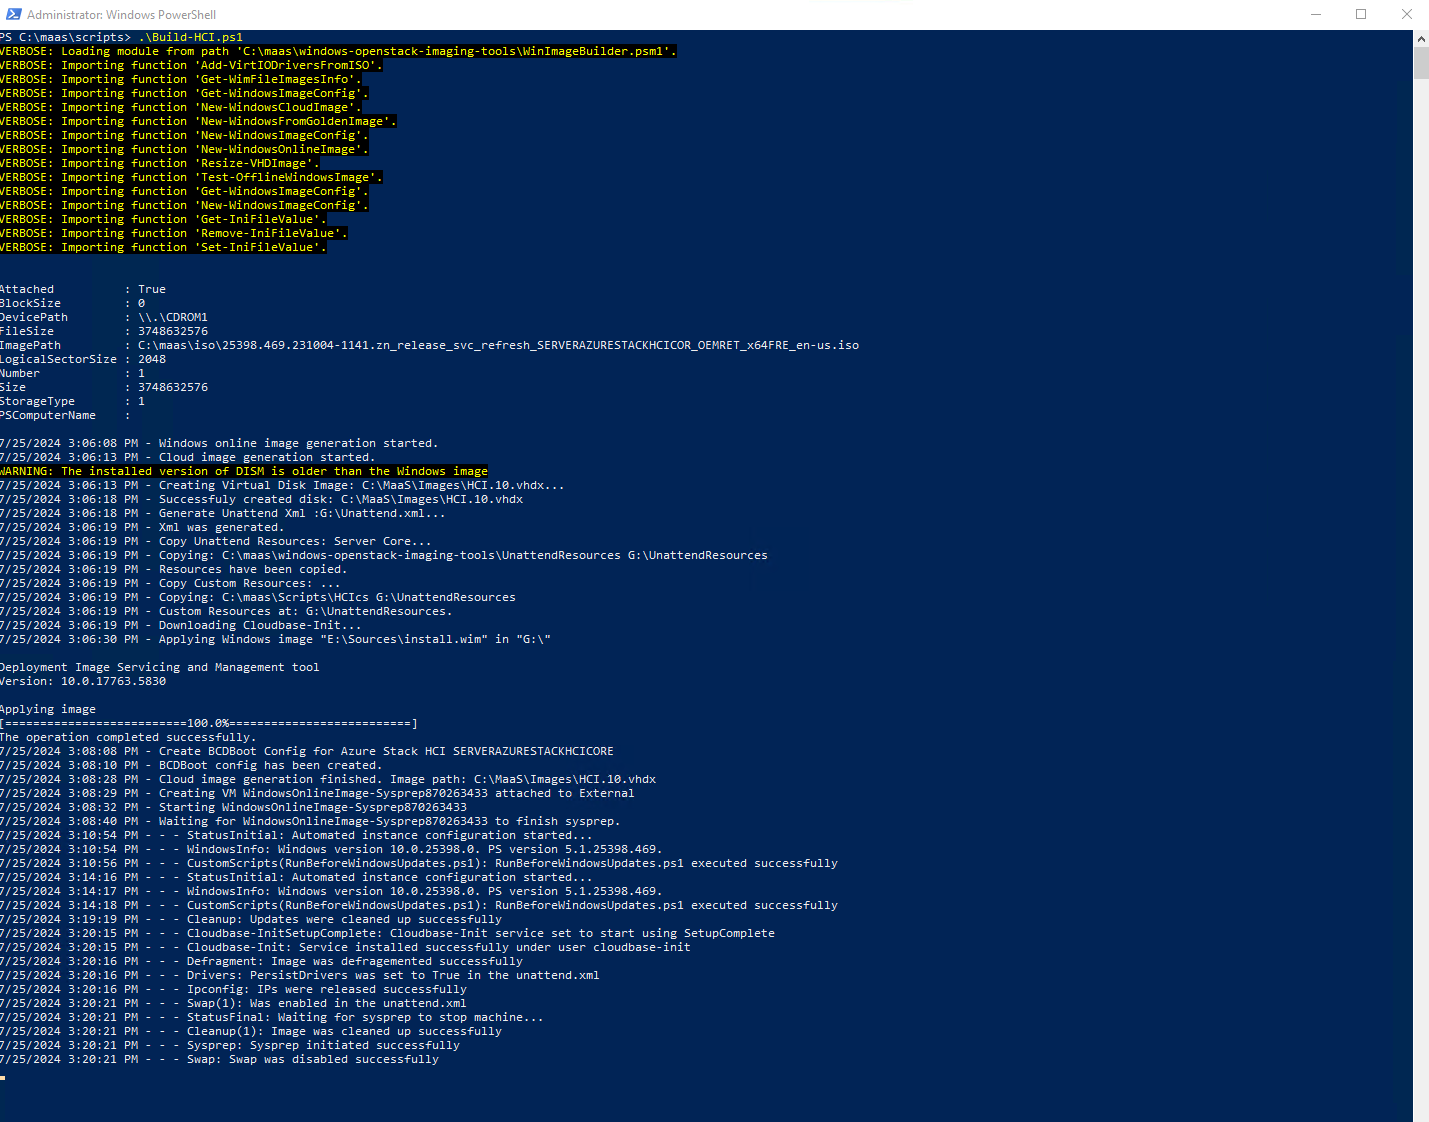 Administrator: Windows PowerShell
PS C:\maas\scripts> .\Build-HCI.ps1
VERBOSE: Loading module from path 'C:\maas\windows-openstack-imaging-tools\WinImageBuilder.psm1'.
VERBOSE: Importing function 'Add-VirtIODriversFromISO'.
VERBOSE: Importing function 'Get-WimFileImagesInfo'.
VERBOSE: Importing function 'Get-WindowsImageConfig'.
VERBOSE: Importing function 'New-WindowsCloudImage'.
VERBOSE: Importing function 'New-WindowsFromGoldenImage'.
VERBOSE: Importing function 'New-WindowsImageConfig'.
VERBOSE: Importing function 'New-WindowsOnlineImage'.
VERBOSE: Importing function 'Resize-VHDImage'.
VERBOSE: Importing function 'Test-OfflineWindowsImage'.
VERBOSE: Importing function 'Get-WindowsImageConfig'.
VERBOSE: Importing function 'New-WindowsImageConfig'.
VERBOSE: Importing function 'Get-IniFileValue'.
VERBOSE: Importing function 'Remove-IniFileValue'.
VERBOSE: Importing function 'Set-IniFileValue'.
Attached          : True
BlockSize         : 0
DevicePath        : \\.\CDROM1
FileSize          : 3748632576
ImagePath         : C:\maas\iso\25398.469.231004-1141.zn_release_svc_refresh_SERVERAZURESTACKHCICOR_OEMRET_x64FRE_en-us.iso
LogicalSectorSize : 2048
Number            : 1
Size              : 3748632576
StorageType       : 1
PSComputerName    :
7/25/2024 3:06:08 PM - Windows online image generation started.
7/25/2024 3:06:13 PM - Cloud image generation started.
WARNING: The installed version of DISM is older than the Windows image
7/25/2024 3:06:13 PM - Creating Virtual Disk Image: C:\MaaS\Images\HCI.10.vhdx...
7/25/2024 3:06:18 PM - Successfuly created disk: C:\MaaS\Images\HCI.10.vhdx
7/25/2024 3:06:18 PM - Generate Unattend Xml :G:\Unattend.xml...
7/25/2024 3:06:19 PM - Xml was generated.
7/25/2024 3:06:19 PM - Copy Unattend Resources: Server Core...
7/25/2024 3:06:19 PM - Copying: C:\maas\windows-openstack-imaging-tools\UnattendResources G:\UnattendResources
7/25/2024 3:06:19 PM - Resources have been copied.
7/25/2024 3:06:19 PM - Copy Custom Resources: ...
7/25/2024 3:06:19 PM - Copying: C:\maas\Scripts\HCIcs G:\UnattendResources
7/25/2024 3:06:19 PM - Custom Resources at: G:\UnattendResources.
7/25/2024 3:06:19 PM - Downloading Cloudbase-Init...
7/25/2024 3:06:30 PM - Applying Windows image "E:\Sources\install.wim" in "G:\"
Deployment Image Servicing and Management tool
Version: 10.0.17763.5830
Applying image
[==========================100.0%==========================]
The operation completed successfully.
7/25/2024 3:08:08 PM - Create BCDBoot Config for Azure Stack HCI SERVERAZURESTACKHCICORE
7/25/2024 3:08:10 PM - BCDBoot config has been created.
7/25/2024 3:08:28 PM - Cloud image generation finished. Image path: C:\MaaS\Images\HCI.10.vhdx
7/25/2024 3:08:29 PM - Creating VM WindowsOnlineImage-Sysprep870263433 attached to External
7/25/2024 3:08:32 PM - Starting WindowsOnlineImage-Sysprep870263433
7/25/2024 3:08:40 PM - Waiting for WindowsOnlineImage-Sysprep870263433 to finish sysprep.
7/25/2024 3:10:54 PM - - - StatusInitial: Automated instance configuration started...
7/25/2024 3:10:54 PM - - - WindowsInfo: Windows version 10.0.25398.0. PS version 5.1.25398.469.
7/25/2024 3:10:56 PM - - - CustomScripts(RunBeforeWindowsUpdates.ps1): RunBeforeWindowsUpdates.ps1 executed successfully
7/25/2024 3:14:16 PM - - - StatusInitial: Automated instance configuration started...
7/25/2024 3:14:17 PM - - - WindowsInfo: Windows version 10.0.25398.0. PS version 5.1.25398.469.
7/25/2024 3:14:18 PM - - - CustomScripts(RunBeforeWindowsUpdates.ps1): RunBeforeWindowsUpdates.ps1 executed successfully
7/25/2024 3:19:19 PM - - - Cleanup: Updates were cleaned up successfully
7/25/2024 3:20:15 PM - - - Cloudbase-InitSetupComplete: Cloudbase-Init service set to start using SetupComplete
7/25/2024 3:20:15 PM - - - Cloudbase-Init: Service installed successfully under user cloudbase-init
7/25/2024 3:20:16 PM - - - Defragment: Image was defragemented successfully
7/25/2024 3:20:16 PM - - - Drivers: PersistDrivers was set to True in the unattend.xml
7/25/2024 3:20:16 PM - - - Ipconfig: IPs were released successfully
7/25/2024 3:20:21 PM - - - Swap(1): Was enabled in the unattend.xml
7/25/2024 3:20:21 PM - - - StatusFinal: Waiting for sysprep to stop machine...
7/25/2024 3:20:21 PM - - - Cleanup(1): Image was cleaned up successfully
7/25/2024 3:20:21 PM - - - Sysprep: Sysprep initiated successfully
7/25/2024 3:20:21 PM - - - Swap: Swap was disabled successfully